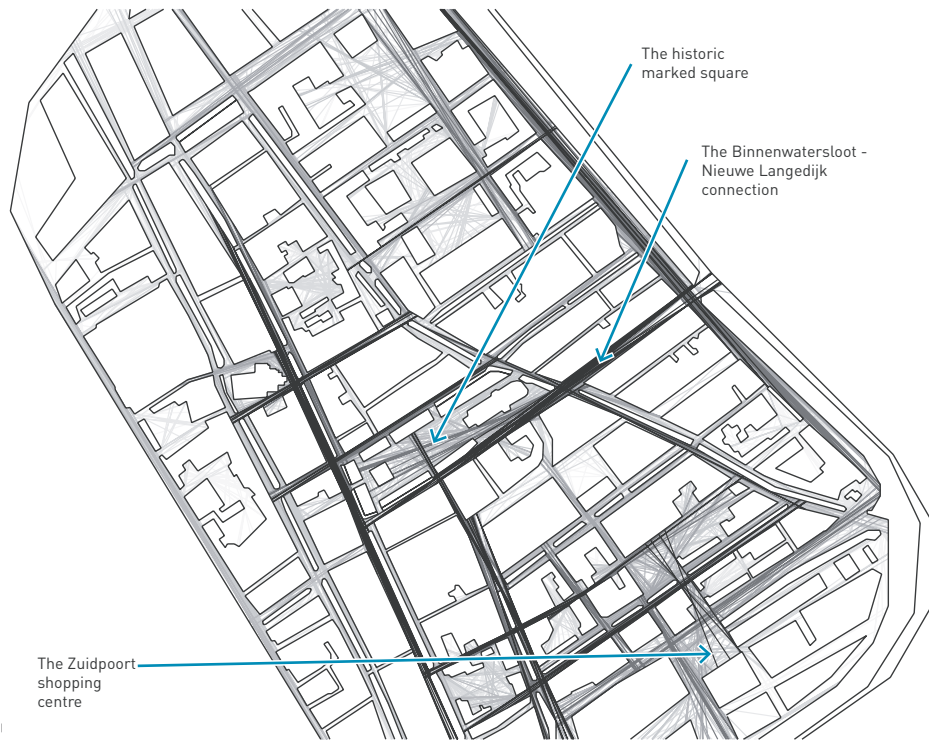 The historic
marked square
The Binnenwatersloot -
Nieuwe Langedijk
connection
The Zuidpoort
shopping
centre